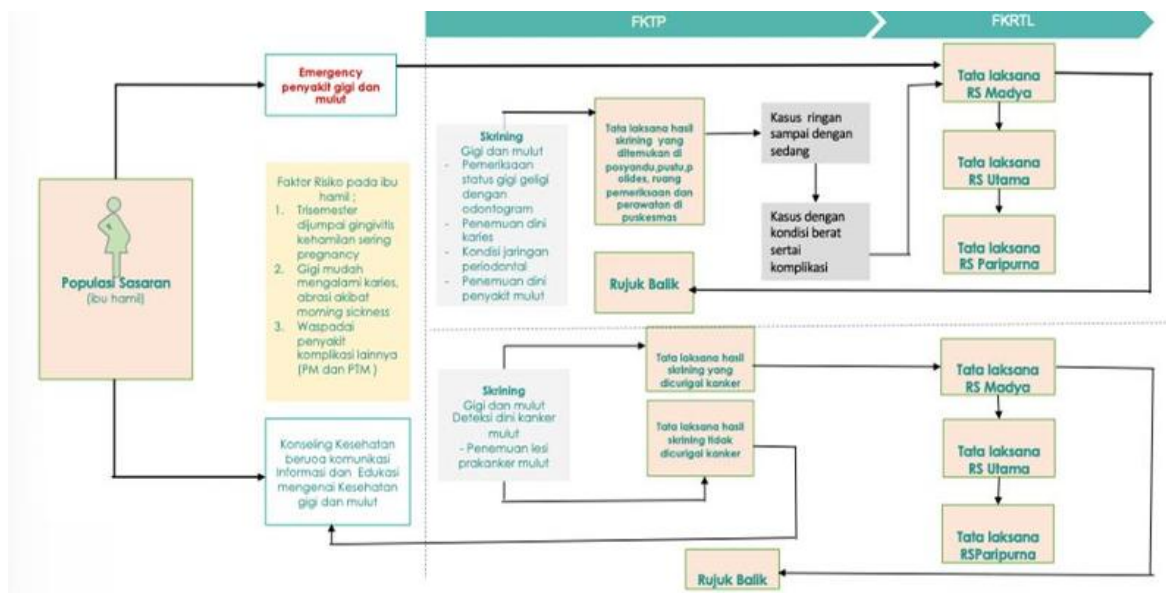 FKTP
FKRTL
Emergency
penyakit gigi dan
mulut
Populasi Sasaran
(ibu hamil)
Faktor Risiko pada ibu
hamil ;
1. Trisemester
dijumpai gingivitis
kehamilan sering
pregnancy
2. Gigi mudah
mengalami karies,
abrasi akibat
morning sickness
3. Waspadai
penyakit
komplikasi lainnya
(PM dan PTM )
Konseling Kesehatan
berupa komunikasi
Informasi dan Edukasi
mengenai Kesehatan
gigi dan mulut
Skrining
Gigi dan mulut
- Pemeriksaan
status gigi geligi
dengan
odontogram
- Penemuan dini
karies
- Kondisi jaringan
periodontal
- Penemuan dini
penyakit mulut
Tata laksana hasil
skrining yang
ditemukan di
posyandu,pustu,p
olides, ruang
pemeriksaan dan
perawatan di
puskesmas
Kasus ringan
sampai dengan
sedang
Kasus dengan
kondisi berat
sertai
komplikasi
Rujuk Balik
Tata laksana
RS Madya
Tata laksana
RS Utama
Tata laksana
RS Paripurna
Skrining
Gigi dan mulut
Deteksi dini kanker
mulut
- Penemuan lesi
prakanker mulut
Tata laksana hasil
skrining yang
dicurigai kanker
Tata laksana hasil
skrining tidak
dicurigai kanker
Tata laksana
RS Madya
Tata laksana
RS Utama
Tata laksana
RSParipurna
Rujuk Balik